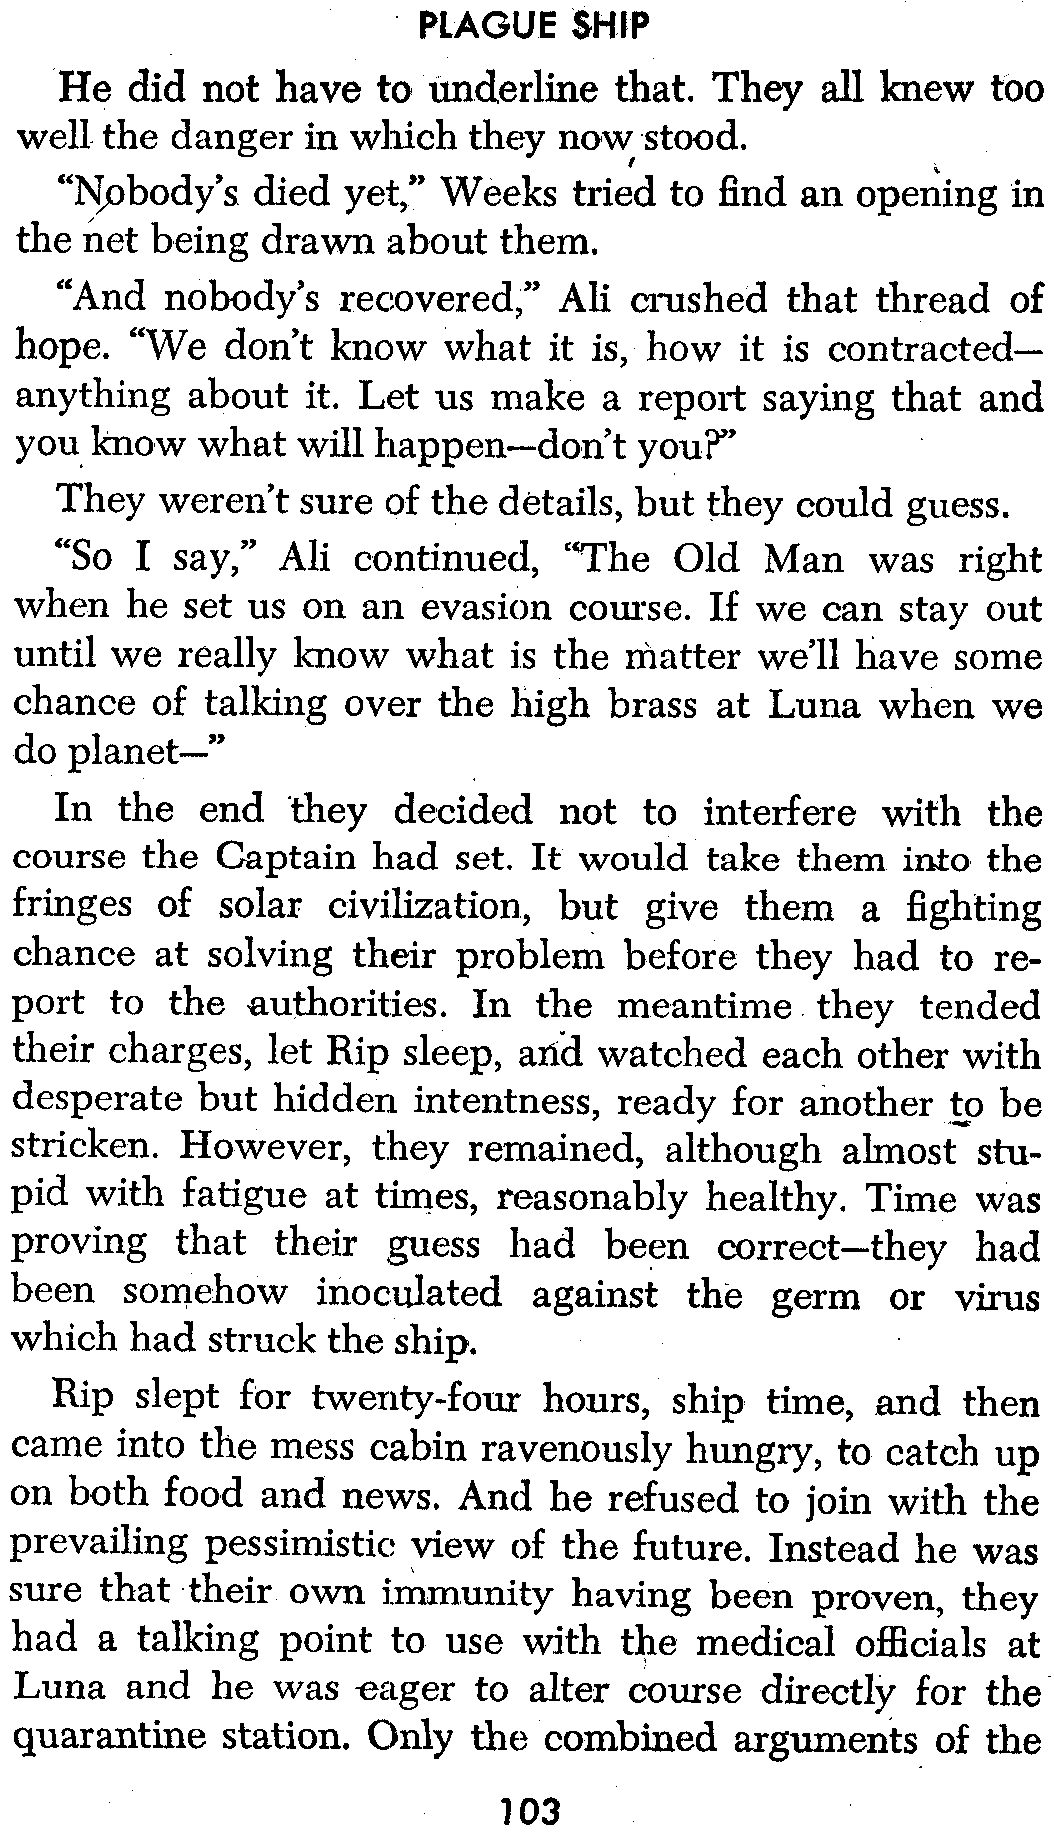 PLAGUE SHIP
He did not have to underline that. They all knew too
well the danger in which they now stood.
“Nobody’s died yet,” Weeks tried to find an opening in
the net being drawn about them.
“And nobody’s recovered,” Ali crushed that thread of
hope. “We don’t know what it is, how it is contracted—
anything about it. Let us make a report saying that and
you know what will happen—don’t you?”
They weren’t sure of the details, but they could guess.
“So I say,” Ali continued, “The Old Man was right
when he set us on an evasion course. If we can stay out
until we really know what is the matter we’ll have some
chance of talking over the high brass at Luna when we
do planet—”
In the end they decided not to interfere with the
course the Captain had set. It would take them into the
fringes of solar civilization, but give them a fighting
chance at solving their problem before they had to re-
port to the authorities. In the meantime they tended
their charges, let Rip sleep, and watched each other with
desperate but hidden intentness, ready for another to be
stricken. However, they remained, although almost stu-
pid with fatigue at times, reasonably healthy. Time was
proving that their guess had been correct—they had
been somehow inoculated against the germ or virus
which had struck the ship.
Rip slept for twenty-four hours, ship time, and then
came into the mess cabin ravenously hungry, to catch up
on both food and news. And he refused to join with the
prevailing pessimistic view of the future. Instead he was
sure that their own immunity having been proven, they
had a talking point to use with the medical officials at
Luna and he was eager to alter course directly for the
quarantine station. Only the combined arguments of the
103